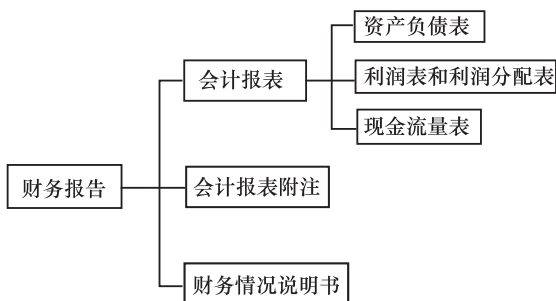 资产负债表
会计报表
利润表和利润分配表
现金流量表
财务报告
会计报表附注
财务情况说明书